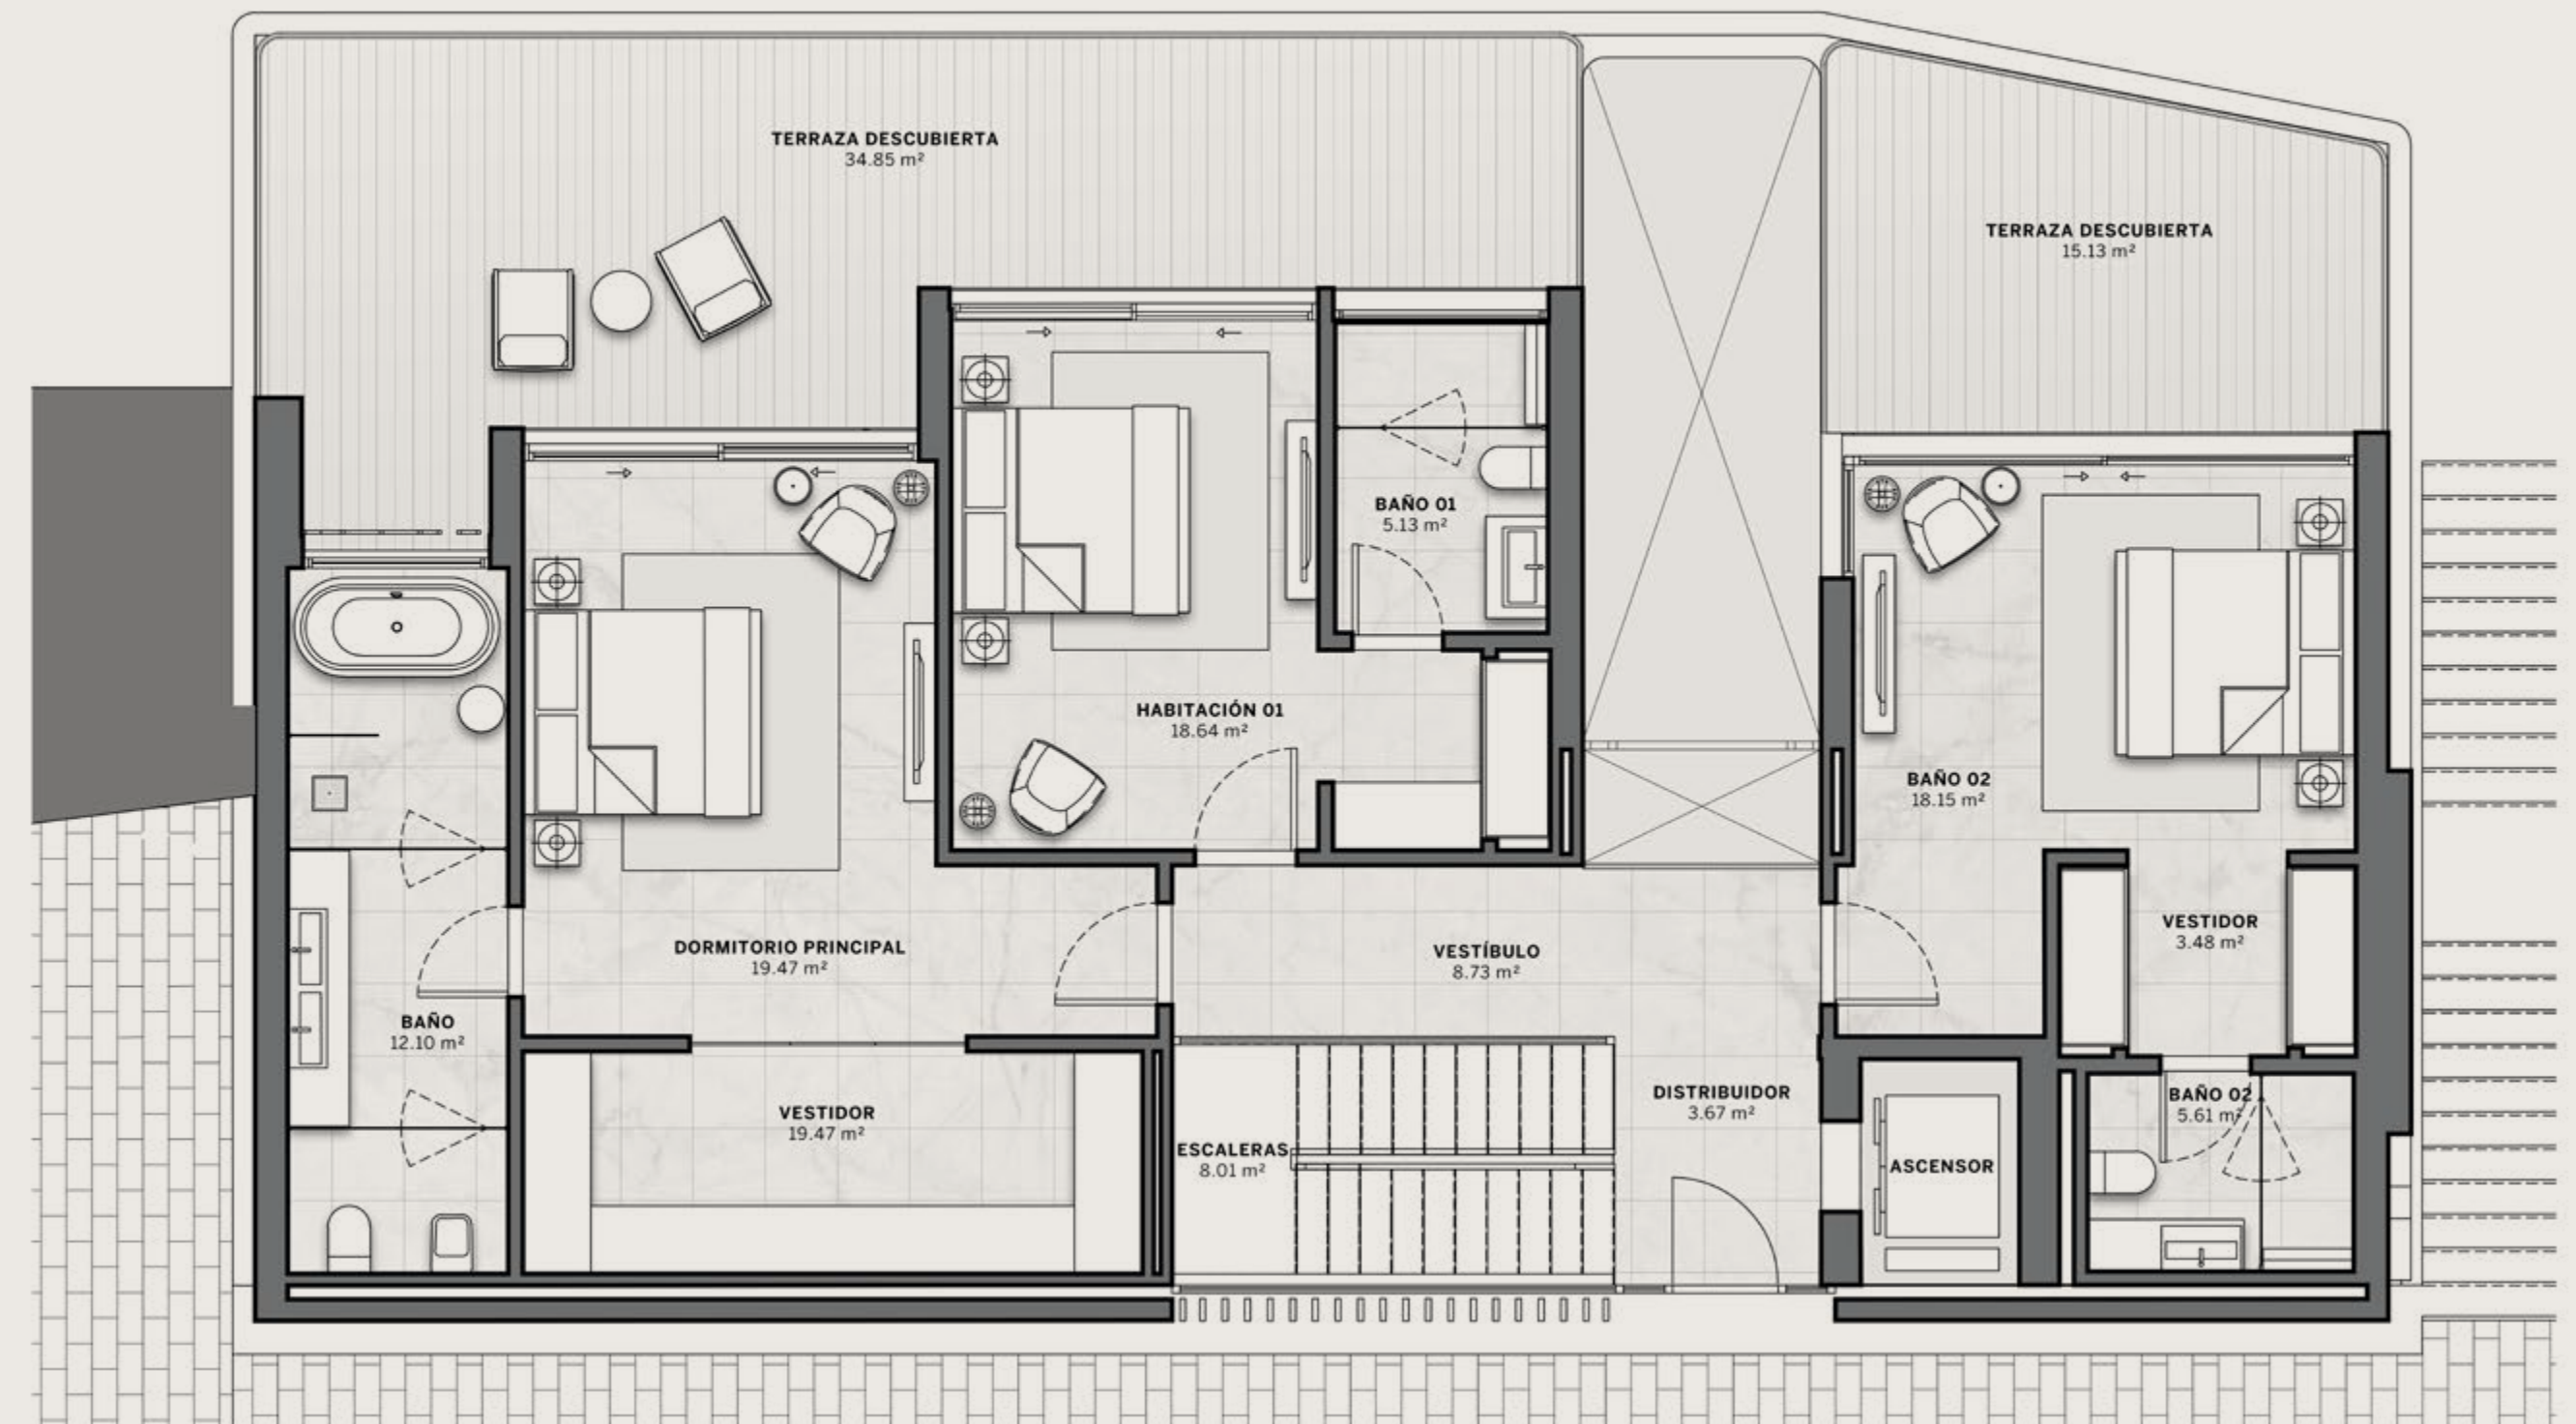 TERRAZA DESCUBIERTA
34.85 m²
TERRAZA DESCUBIERTA
15.13 m²
BAÑO 01
5.13 m²
HABITACIÓN 01
18.64 m²
BAÑO 02
18.15 m²
DORMITORIO PRINCIPAL
19.47 m²
VESTÍBULO
8.73 m²
VESTIDOR
3.48 m²
BAÑO
12.10 m²
VESTIDOR
19.47 m²
ESCALERAS
8.01 m²
DISTRIBUIDOR
3.67 m²
ASCENSOR
BAÑO 02
5.61 m²